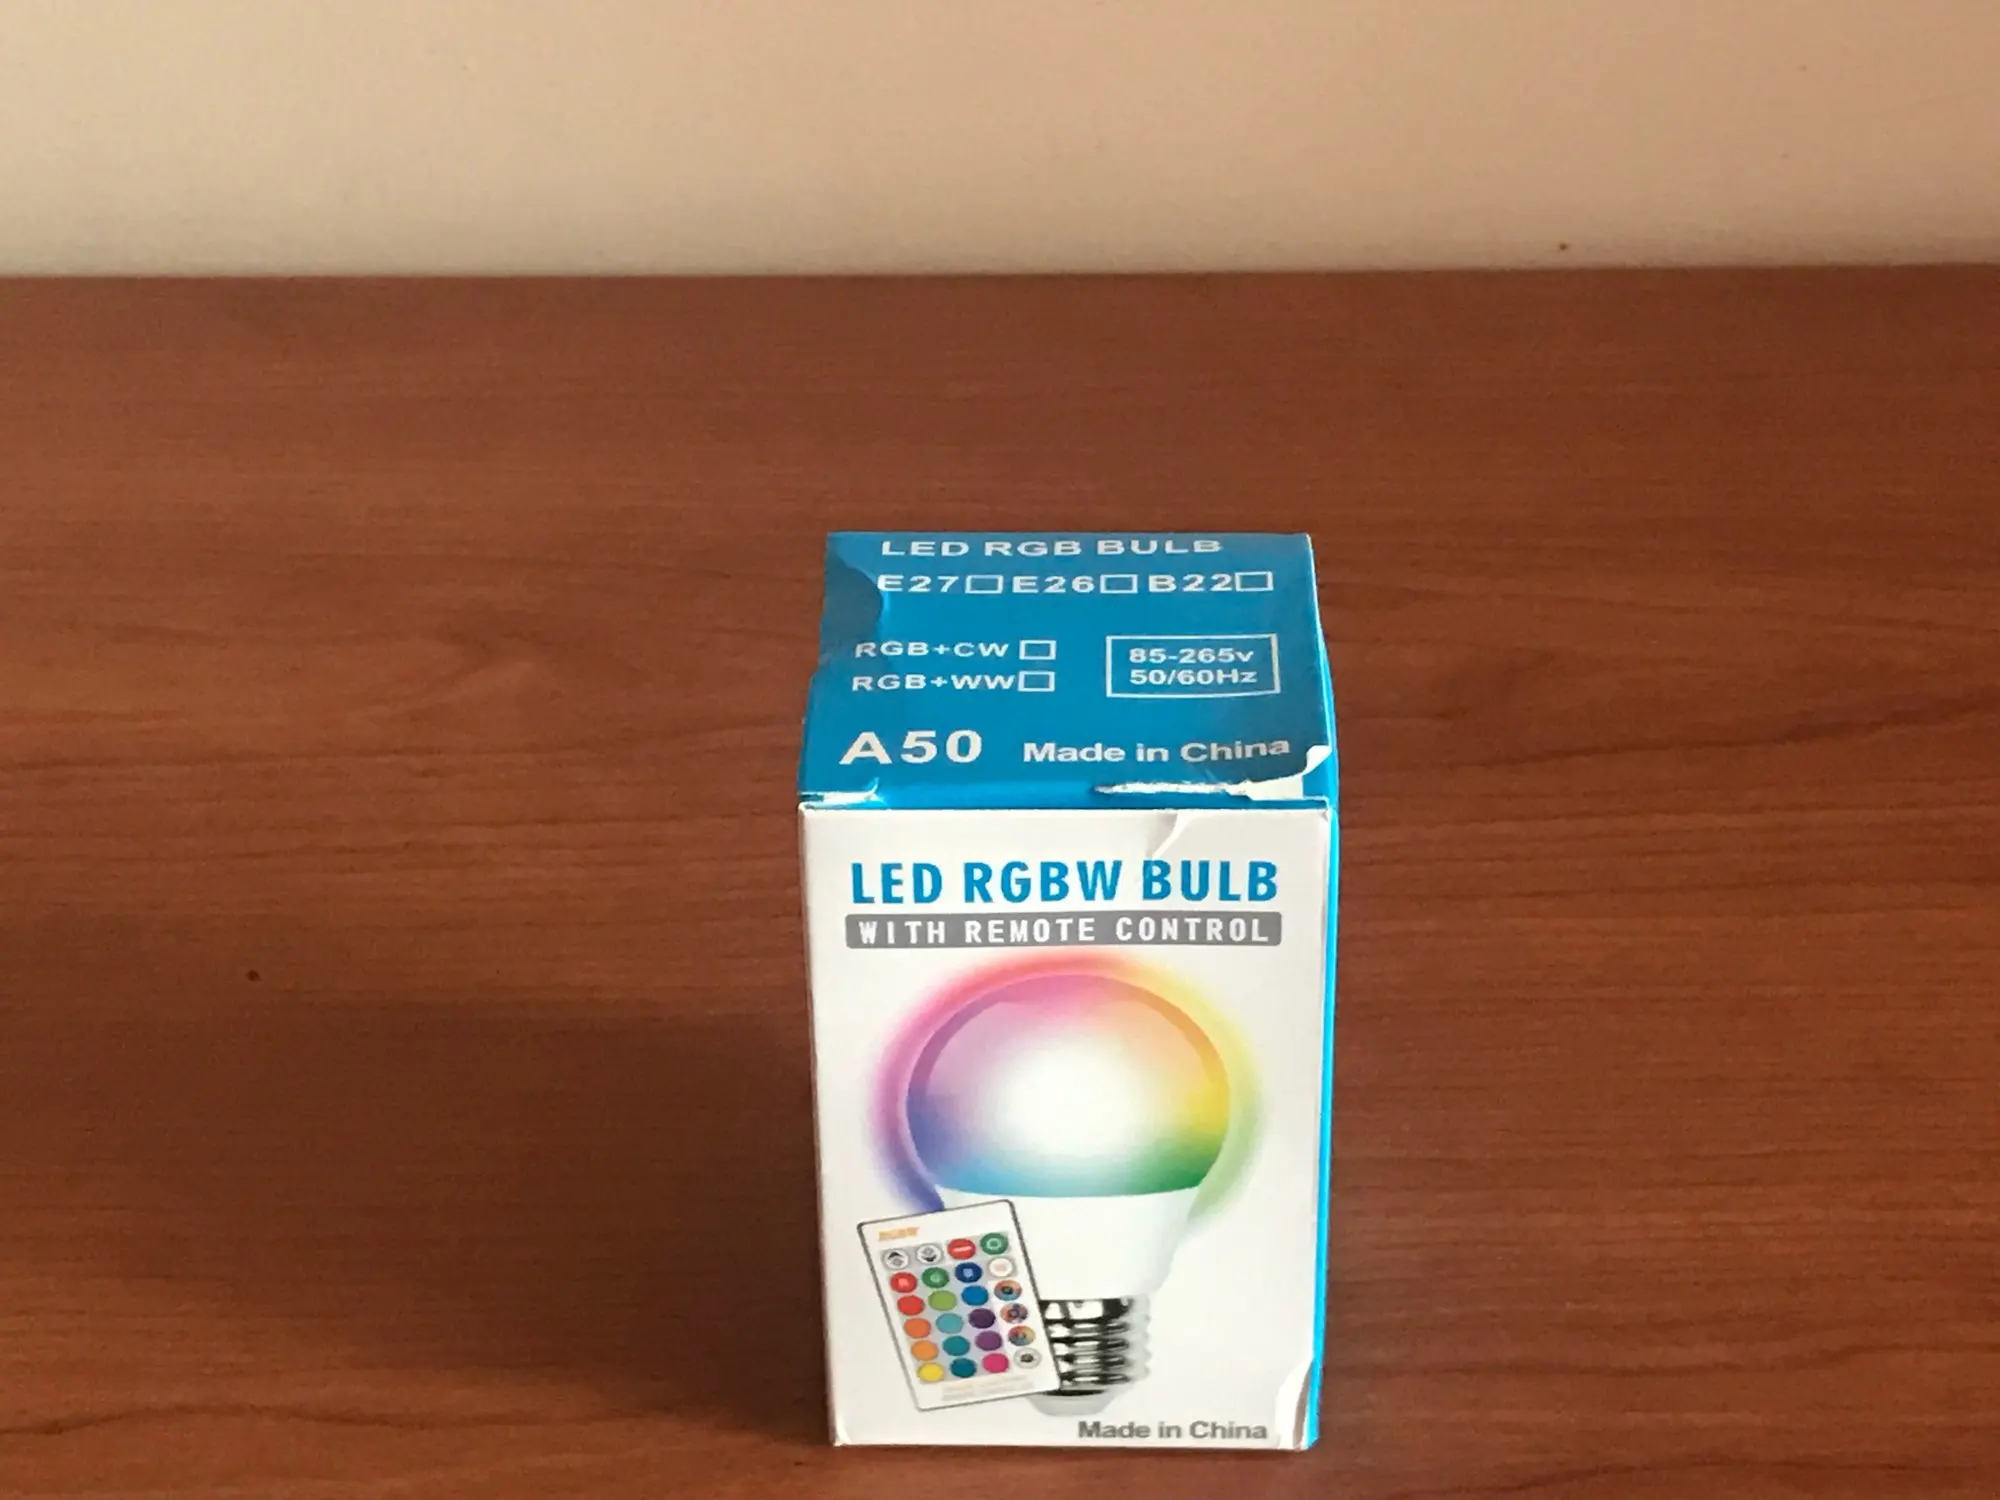 LED RGB BULB
E27 E26 B22
RGB+CW
RGB+WW
85-265v
50/60Hz
A50 Made in China
LED RGBW BULB
WITH REMOTE CONTROL
RGBW
Made in China